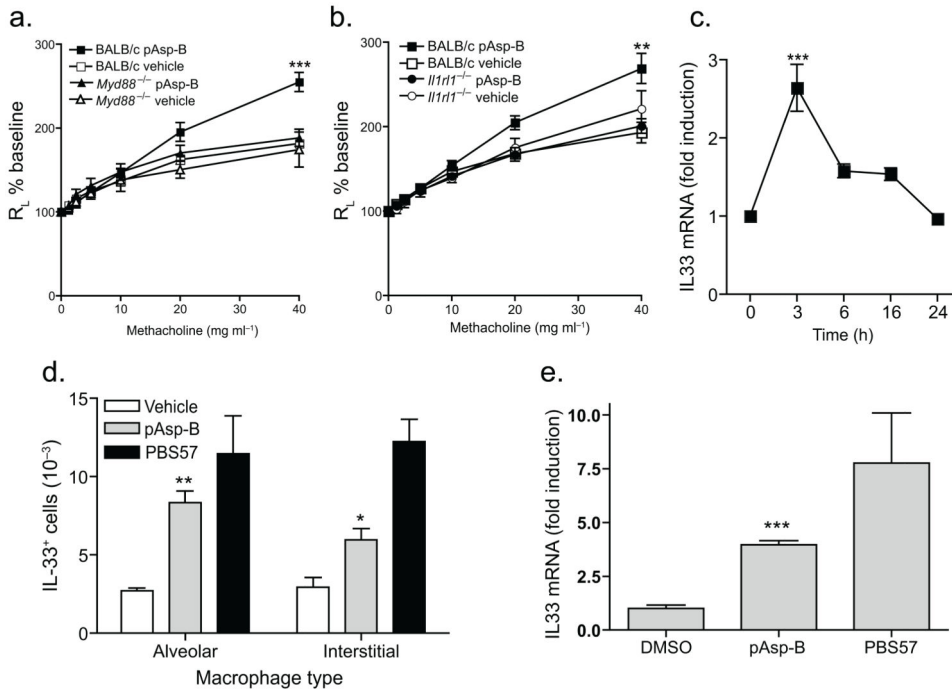 a.
300
200
100
0
R_L % baseline
BALB/c pAsp-B
BALB/c vehicle
Myd88⁻/⁻ pAsp-B
Myd88⁻/⁻ vehicle
***
0 10 20 30 40
Methacholine (mg ml⁻¹)
b.
300
200
100
0
R_L % baseline
BALB/c pAsp-B
BALB/c vehicle
Il1rl1⁻/⁻ pAsp-B
Il1rl1⁻/⁻ vehicle
**
0 10 20 30 40
Methacholine (mg ml⁻¹)
c.
3
2
1
0
IL33 mRNA (fold induction)
***
0 3 6 16 24
Time (h)
d.
15
10
5
0
IL-33⁺ cells (10⁻³)
Vehicle
pAsp-B
PBS57
**
*
Alveolar Interstitial
Macrophage type
e.
10.0
7.5
5.0
2.5
0.0
IL33 mRNA (fold induction)
***
DMSO pAsp-B PBS57